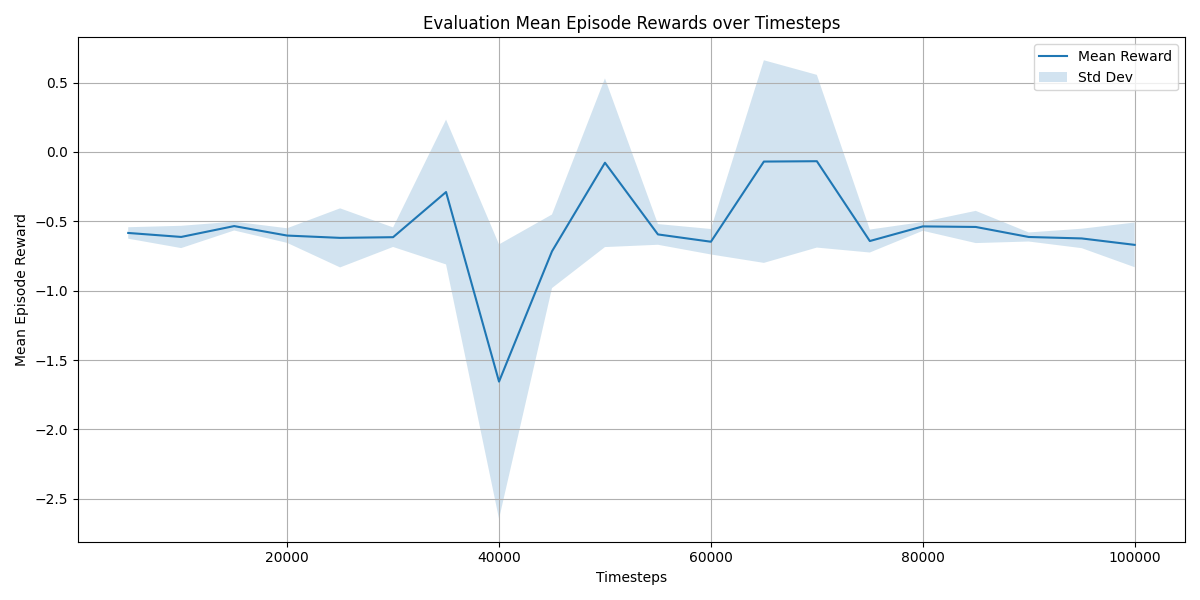 Evaluation Mean Episode Rewards over Timesteps
Mean Reward
Std Dev
Mean Episode Reward
0.5
0.0
−0.5
−1.0
−1.5
−2.0
−2.5
20000 40000 60000 80000 100000
Timesteps